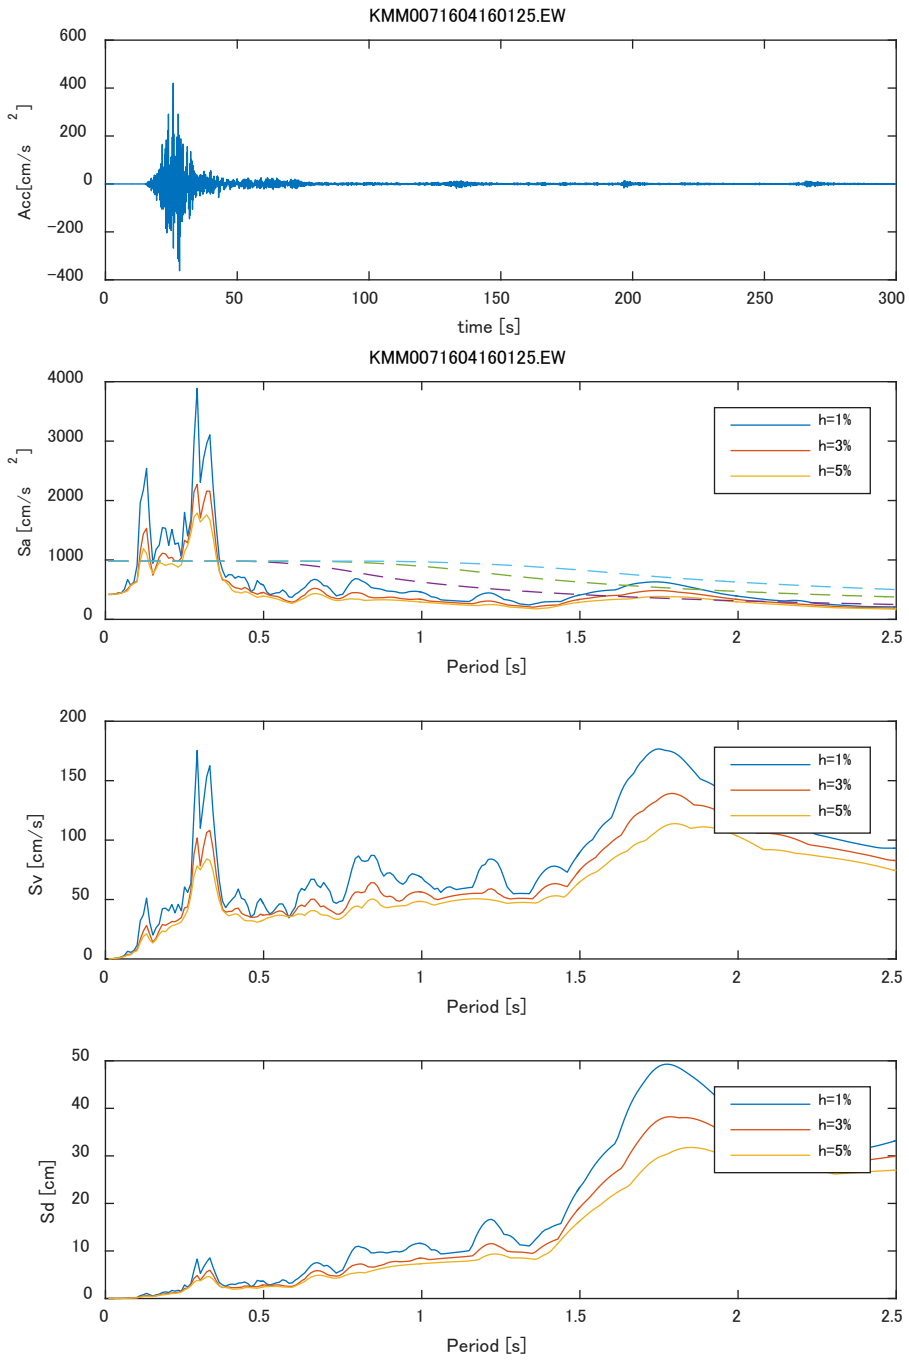 KMM0071604160125.EW
600
400
200
0
-200
-400
Acc[cm/s²]
0 50 100 150 200 250 300
time [s]
KMM0071604160125.EW
4000
3000
2000
1000
0
Sa [cm/s²]
h=1%
h=3%
h=5%
0 0.5 1 1.5 2 2.5
Period [s]
200
150
100
50
0
Sv [cm/s]
h=1%
h=3%
h=5%
0 0.5 1 1.5 2 2.5
Period [s]
50
40
30
20
10
0
Sd [cm]
h=1%
h=3%
h=5%
0 0.5 1 1.5 2 2.5
Period [s]